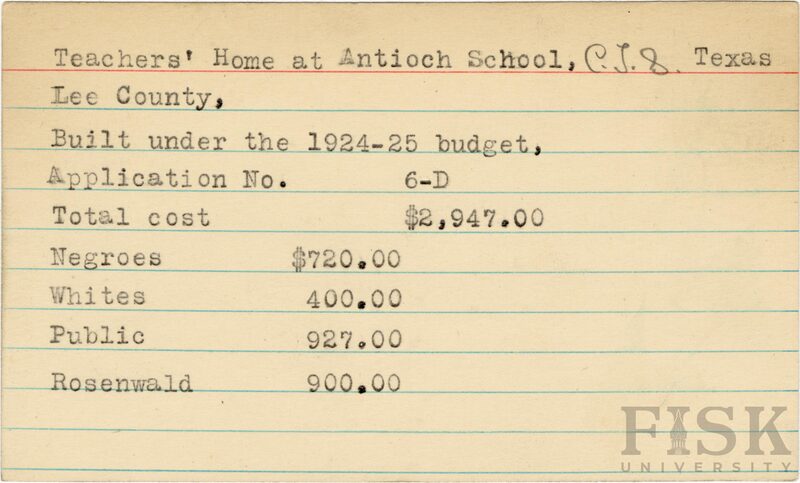 Teachers' Home at Antioch School, C.T.S. Texas
Lee County,
Built under the 1924-25 budget,
Application No. 6-D
Total cost $2,947.00
Negroes $720.00
Whites 400.00
Public 927.00
Rosenwald 900.00
FISK
UNIVERSITY